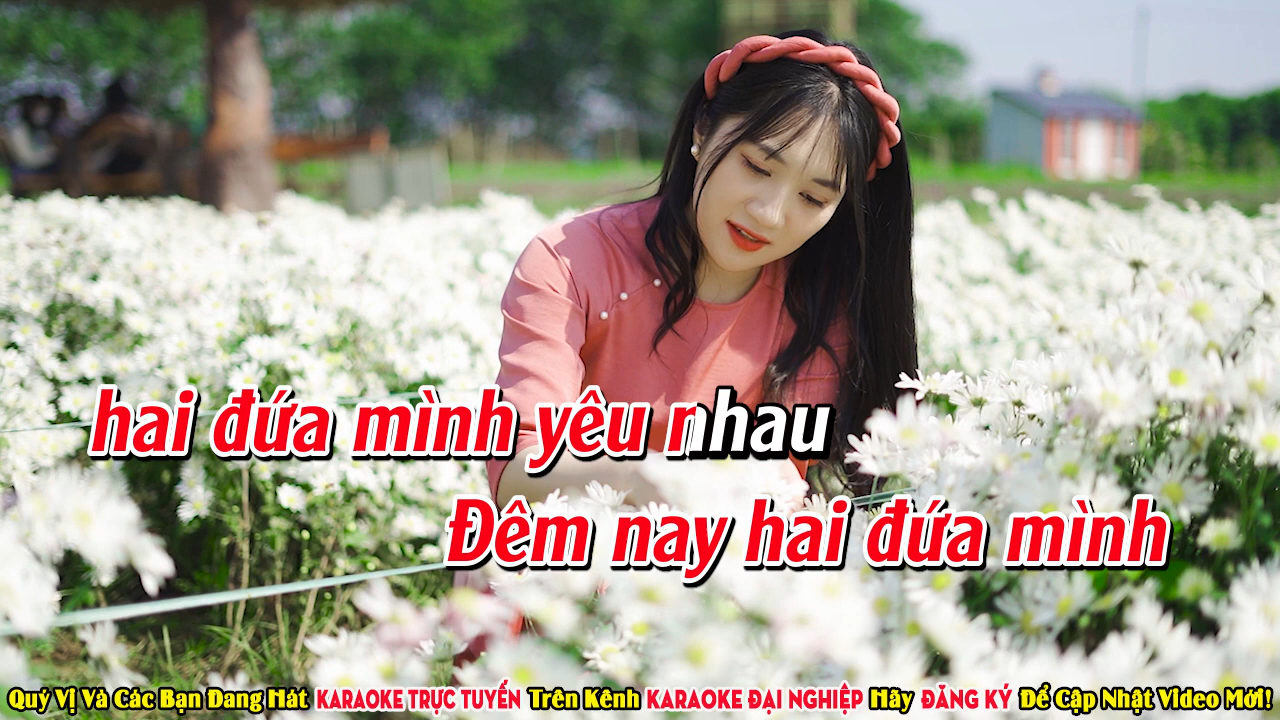 hai đứa mình yêu nhau
Đêm nay hai đứa mình
Quý Vị Và Các Bạn Đang Hát KARAOKE TRỰC TUYẾN Trên Kênh KARAOKE ĐẠI NGHIỆP Hãy ĐĂNG KÝ Để Cập Nhật Video Mới!